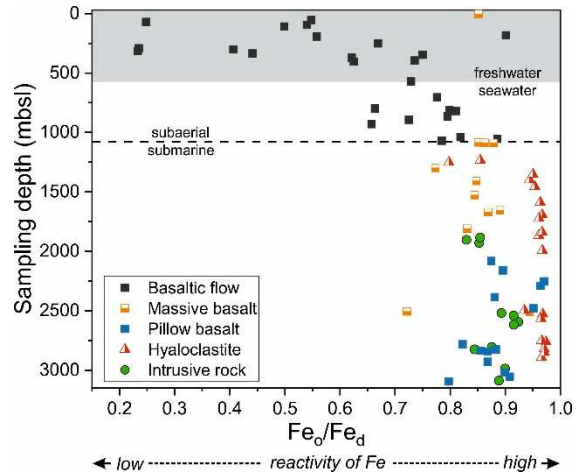 Sampling depth (mbsl)
0
500
1000
1500
2000
2500
3000
freshwater
seawater
subaerial
submarine
Basaltic flow
Massive basalt
Pillow basalt
Hyaloclastite
Intrusive rock
0.2 0.3 0.4 0.5 0.6 0.7 0.8 0.9 1.0
Feo/Fed
low reactivity of Fe high